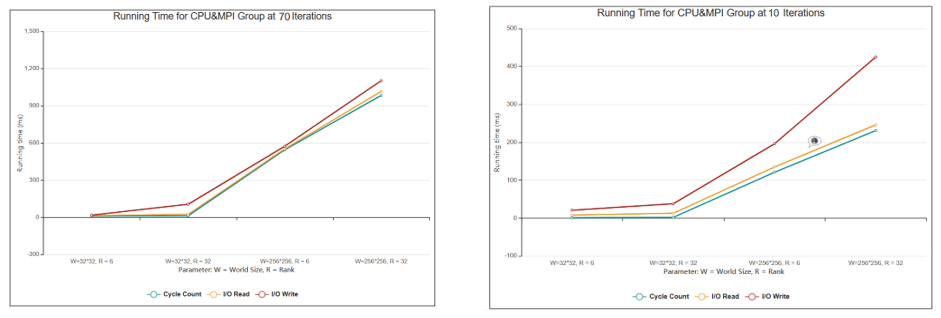 Running Time for CPU&MPI Group at 70 Iterations
1,500
1,200
900
600
300
0
-300
Running time (ms)
W=32*32, R = 6
W=32*32, R = 32
W=256*256, R = 6
W=256*256, R = 32
Parameter: W = World Size, R = Rank
Cycle Count
I/O Read
I/O Write
Running Time for CPU&MPI Group at 10 Iterations
500
400
300
200
100
0
-100
Running time (ms)
W=32*32, R = 6
W=32*32, R = 32
W=256*256, R = 6
W=256*256, R = 32
Parameter: W = World Size, R = Rank
Cycle Count
I/O Read
I/O Write